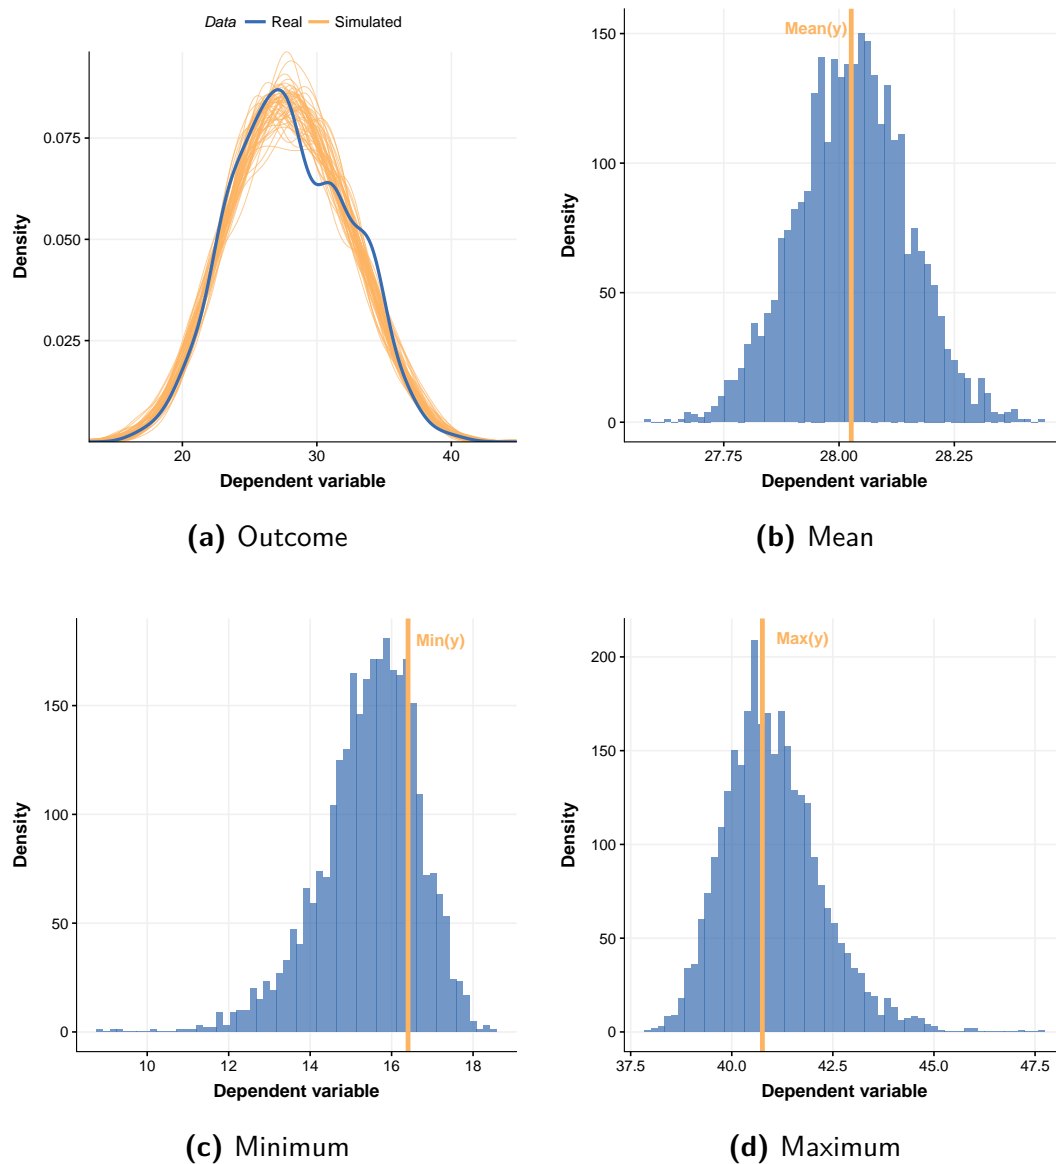 Data Real Simulated
0.075
0.050
0.025
Density
20 30 40
Dependent variable
(a) Outcome
Mean(y)
150
100
50
0
Density
27.75 28.00 28.25
Dependent variable
(b) Mean
Min(y)
150
100
50
0
Density
10 12 14 16 18
Dependent variable
(c) Minimum
Max(y)
200
150
100
50
0
Density
37.5 40.0 42.5 45.0 47.5
Dependent variable
(d) Maximum